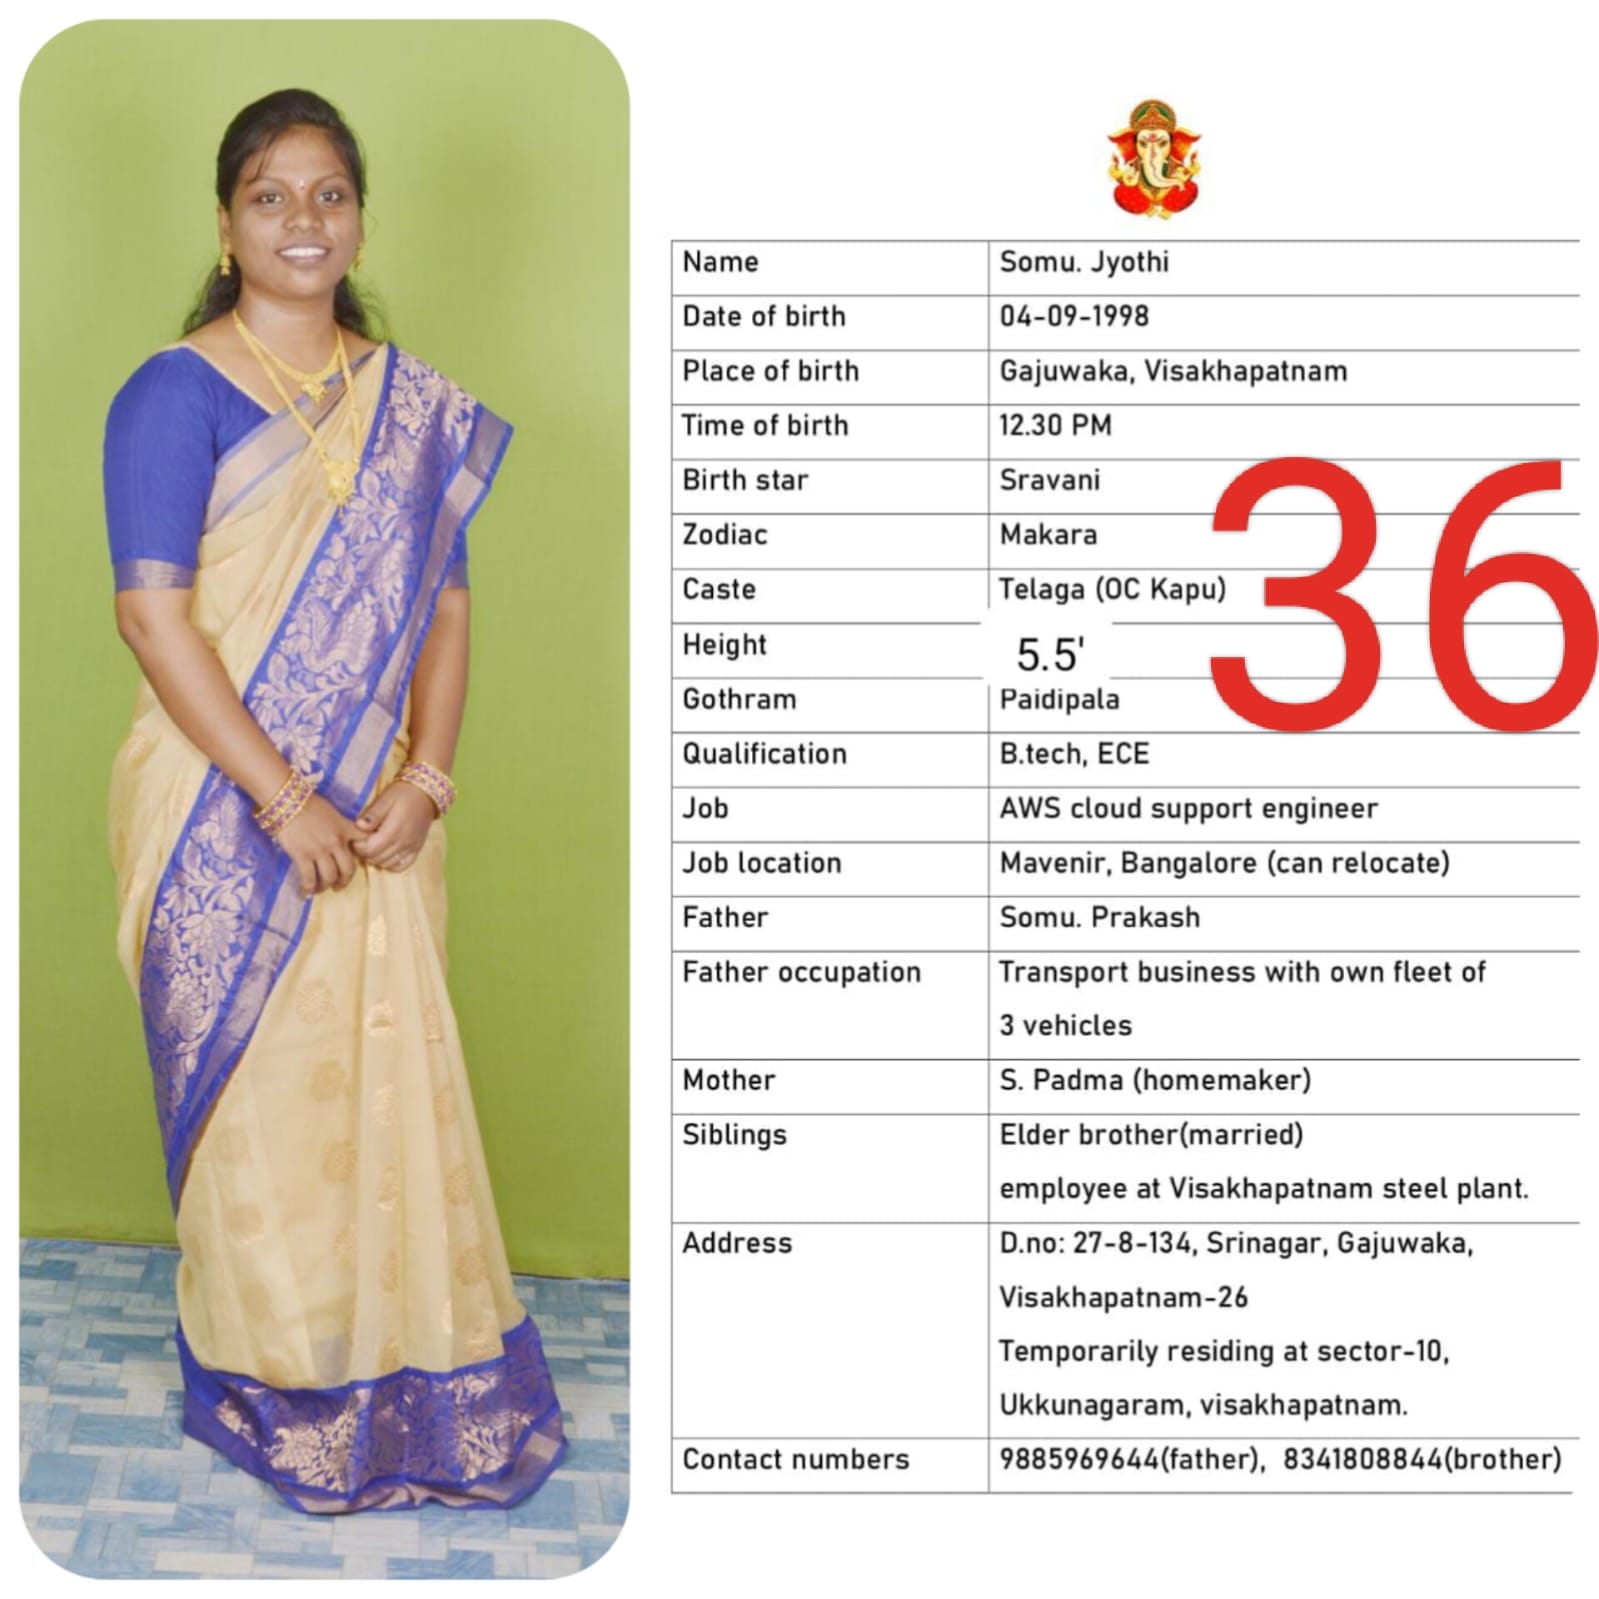 Name Somu. Jyothi
Date of birth 04-09-1998
Place of birth Gajuwaka, Visakhapatnam
Time of birth 12.30 PM
Birth star Sravani
Zodiac Makara
Caste Telaga (OC Kapu)
36
Height 5.5'
Gothram Paidipala
Qualification B.tech, ECE
Job AWS cloud support engineer
Job location Mavenir, Bangalore (can relocate)
Father Somu. Prakash
Father occupation Transport business with own fleet of
3 vehicles
Mother S. Padma (homemaker)
Siblings Elder brother(married)
employee at Visakhapatnam steel plant.
Address D.no: 27-8-134, Srinagar, Gajuwaka,
Visakhapatnam-26
Temporarily residing at sector-10,
Ukkunagaram, visakhapatnam.
Contact numbers 9885969644(father), 8341808844(brother)